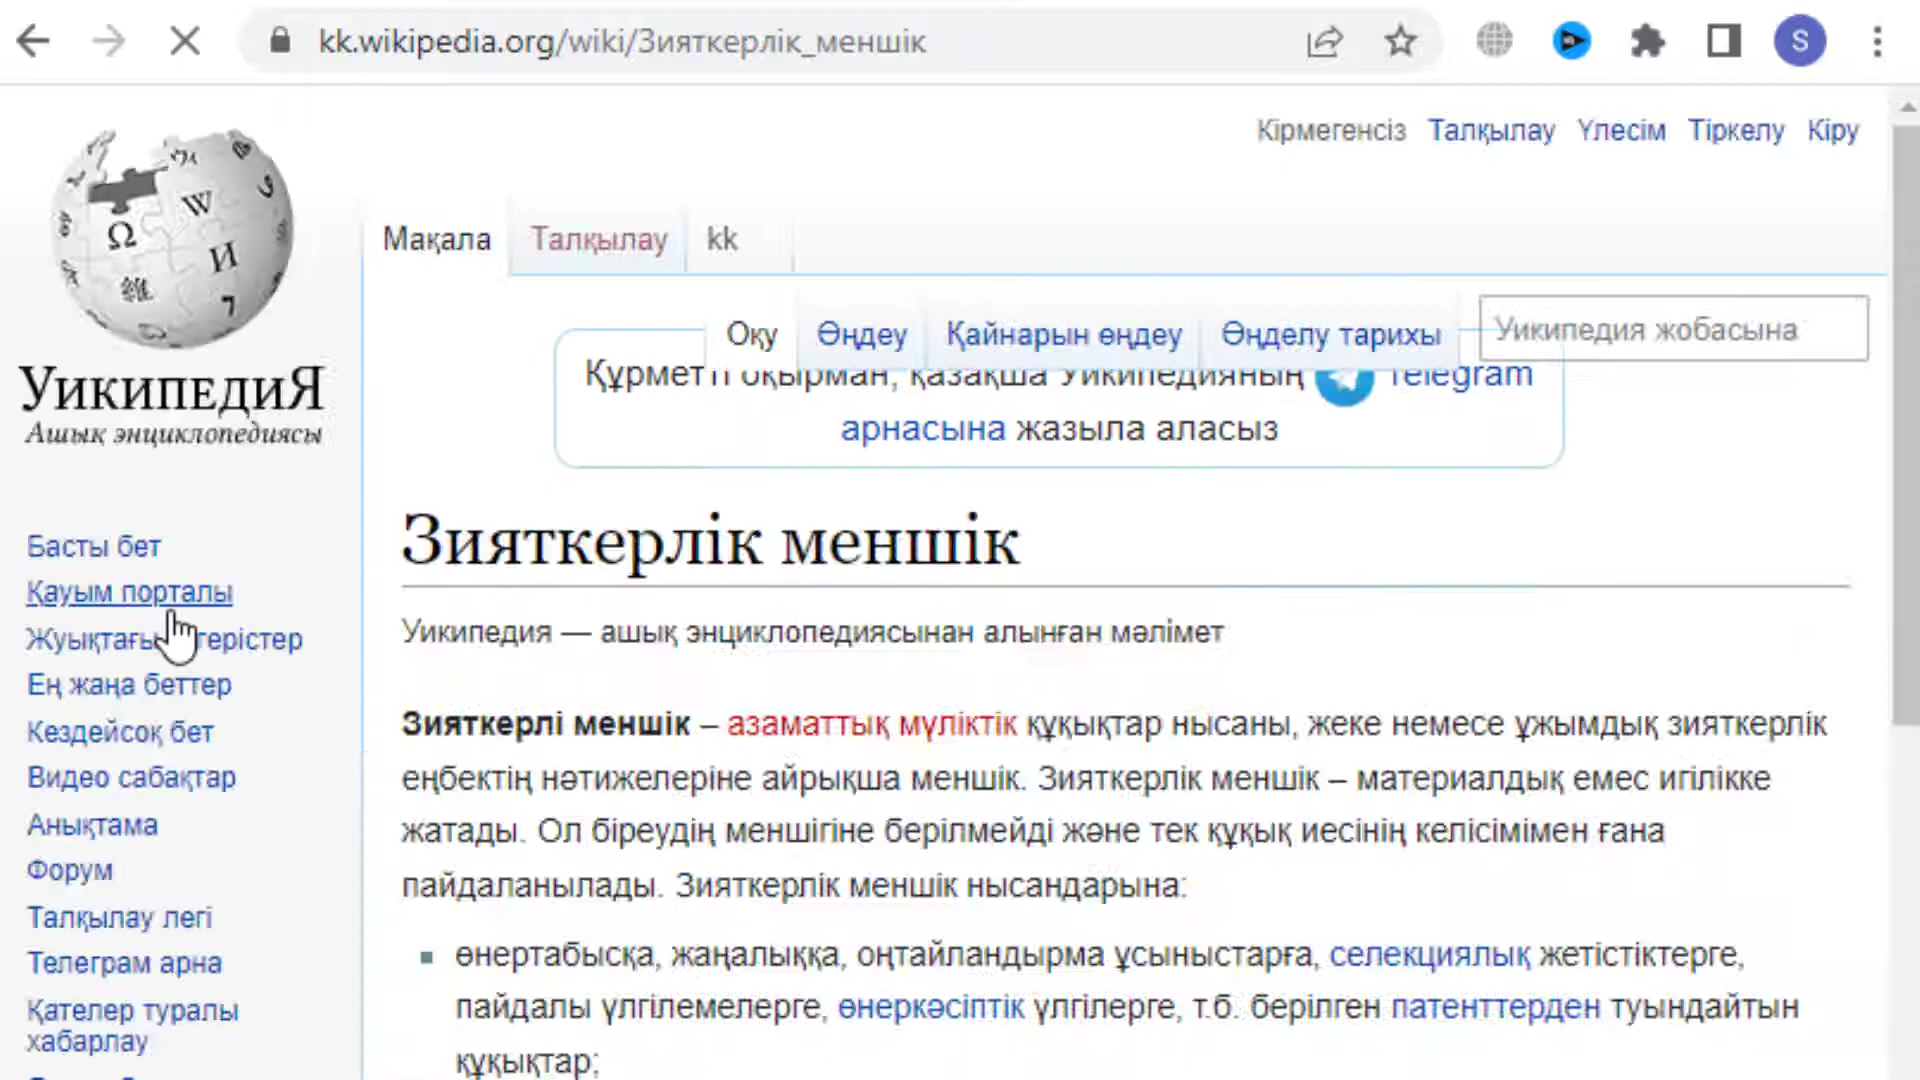 kk.wikipedia.org/wiki/Зияткерлік_меншік
S
Кірмегенсіз Талқылау Үлесім Тіркелу Кіру
Мақала Талқылау kk
Оқу Өңдеу Қайнарын өңдеу Өңделу тарихы
Уикипедия жобасына
Құрметті оқырман, қазақша Уикипедияның Telegram
арнасына жазыла аласыз
УикипедиЯ
Ашық энциклопедиясы
Басты бет
Қауым порталы
Жуықтағы герістер
Ең жаңа беттер
Кездейсоқ бет
Видео сабақтар
Анықтама
Форум
Талқылау легі
Телеграм арна
Қателер туралы
хабарлау
Зияткерлік меншік
Уикипедия — ашық энциклопедиясынан алынған мәлімет
Зияткерлі меншік – азаматтық мүліктік құқықтар нысаны, жеке немесе ұжымдық зияткерлік
еңбектің нәтижелеріне айрықша меншік. Зияткерлік меншік – материалдық емес игілікке
жатады. Ол біреудің меншігіне берілмейді және тек құқық иесінің келісімімен ғана
пайдаланылады. Зияткерлік меншік нысандарына:
өнертабысқа, жаңалыққа, оңтайландырма ұсыныстарға, селекциялық жетістіктерге,
пайдалы үлгілемелерге, өнеркәсіптік үлгілерге, т.б. берілген патенттерден туындайтын
құқықтар;